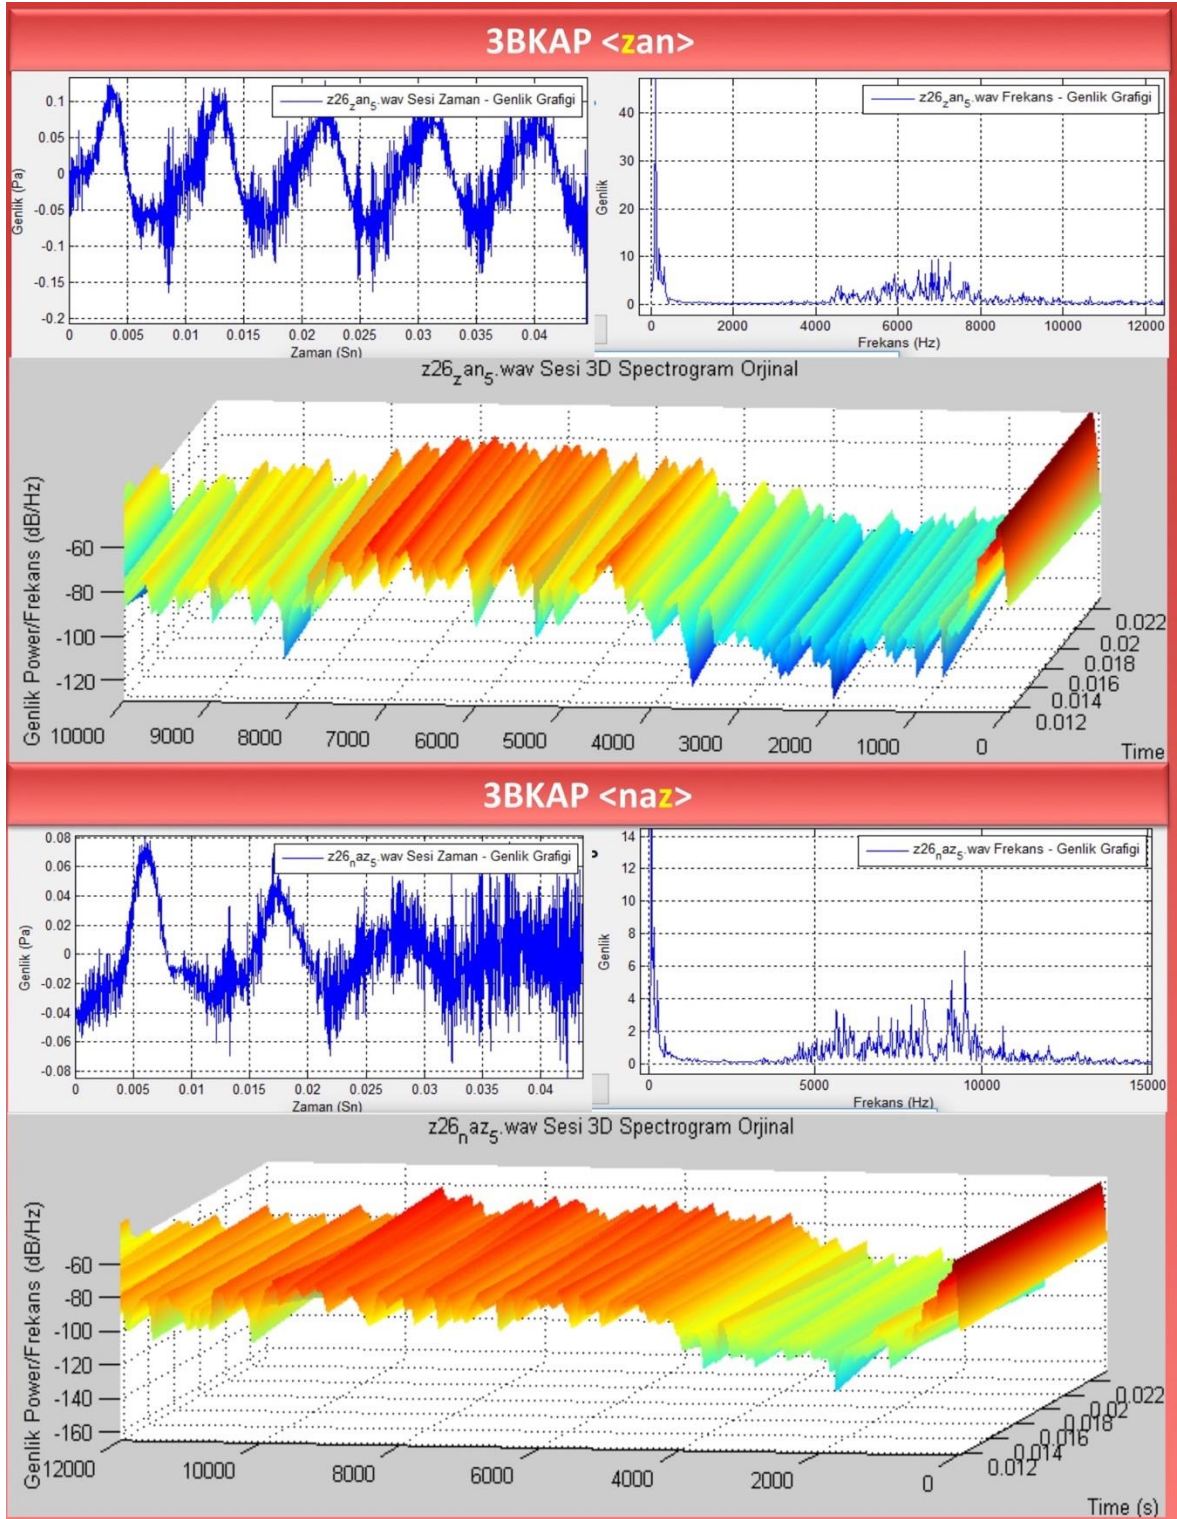 3BKAP <zan>
z26_zan_5.wav Sesi Zaman - Genlik Grafigi
Genlik (Pa)
0.1
0.05
0
-0.05
-0.1
-0.15
-0.2
0 0.005 0.01 0.015 0.02 0.025 0.03 0.035 0.04
Zaman (Sn)
z26_zan_5.wav Frekans - Genlik Grafigi
Genlik
40
30
20
10
0
0 2000 4000 6000 8000 10000 12000
Frekans (Hz)
z26_zan_5.wav Sesi 3D Spectrogram Orjinal
Genlik Power/Frekans (dB/Hz)
-60
-80
-100
-120
10000 9000 8000 7000 6000 5000 4000 3000 2000 1000 0
0.022
0.02
0.018
0.016
0.014
0.012
Time
3BKAP <naz>
z26_naz_5.wav Sesi Zaman - Genlik Grafigi
Genlik (Pa)
0.08
0.06
0.04
0.02
0
-0.02
-0.04
-0.06
-0.08
0 0.005 0.01 0.015 0.02 0.025 0.03 0.035 0.04
Zaman (Sn)
z26_naz_5.wav Frekans - Genlik Grafigi
Genlik
14
12
10
8
6
4
2
0
0 5000 10000 15000
Frekans (Hz)
z26_naz_5.wav Sesi 3D Spectrogram Orjinal
Genlik Power/Frekans (dB/Hz)
-60
-80
-100
-120
-140
-160
12000 10000 8000 6000 4000 2000 0
0.022
0.02
0.018
0.016
0.014
0.012
Time (s)